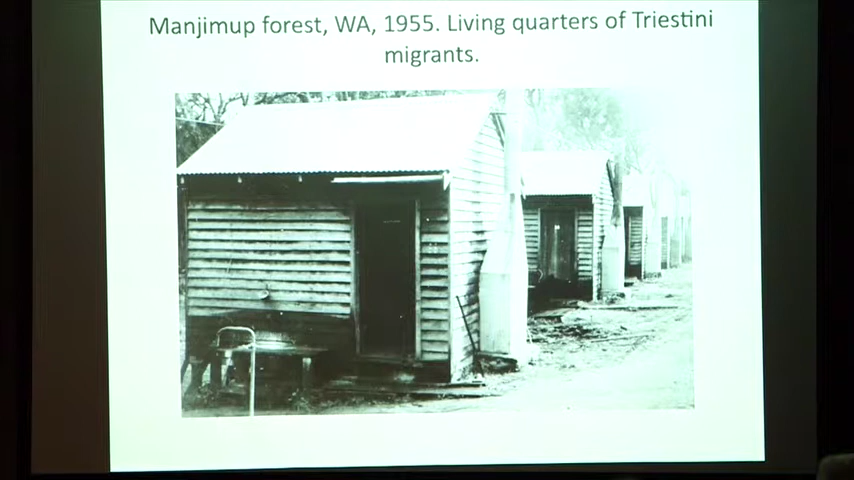 Manjimup forest, WA, 1955. Living quarters of Triestini
migrants.